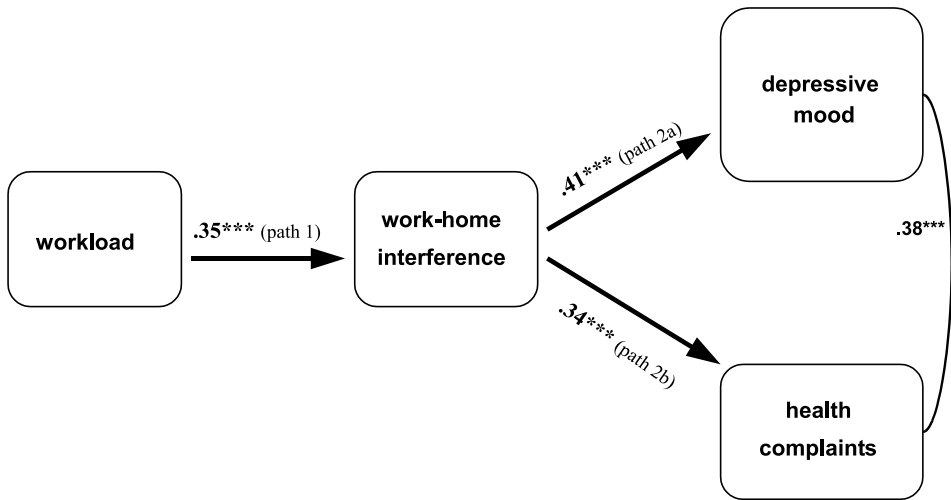 workload
.35*** (path 1)
work-home
interference
.41*** (path 2a)
.34*** (path 2b)
depressive
mood
.38***
health
complaints